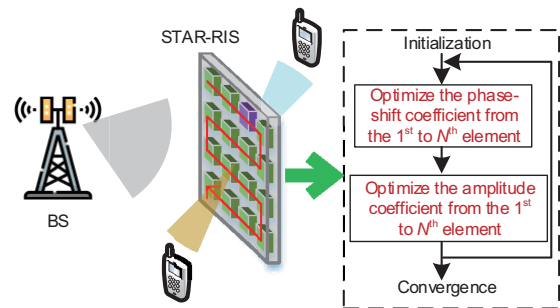 STAR-RIS
BS
Initialization
Optimize the phase-
shift coefficient from
the 1st to Nth element
Optimize the amplitude
coefficient from the 1st
to Nth element
Convergence